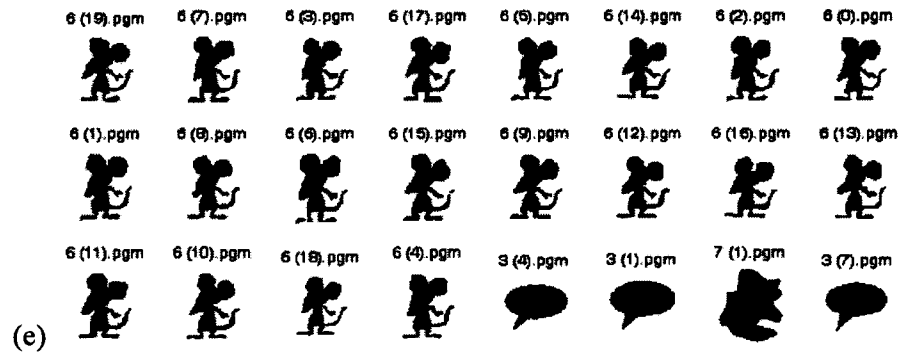 6 (19).pgm 6 (7).pgm 6 (3).pgm 6 (17).pgm 6 (5).pgm 6 (14).pgm 6 (2).pgm 6 (0).pgm
6 (1).pgm 6 (8).pgm 6 (6).pgm 6 (15).pgm 6 (9).pgm 6 (12).pgm 6 (16).pgm 6 (13).pgm
6 (11).pgm 6 (10).pgm 6 (18).pgm 6 (4).pgm 3 (4).pgm 3 (1).pgm 7 (1).pgm 3 (7).pgm
(e)